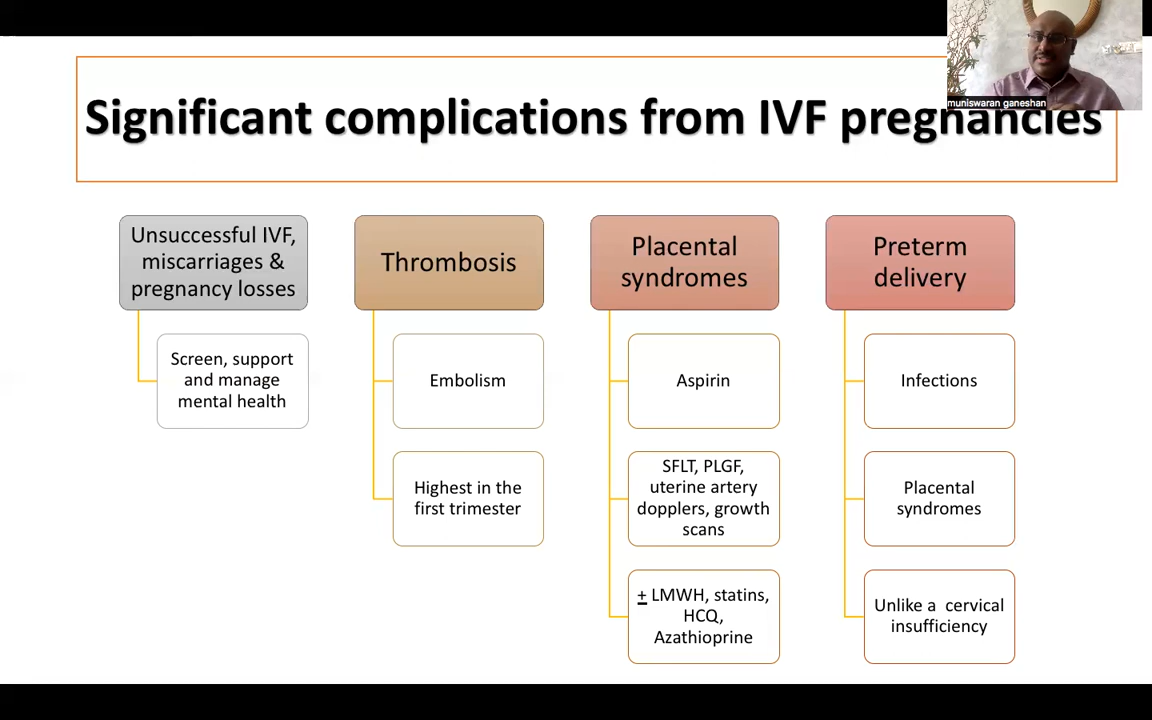 Significant complications from IVF pregnancies
muniswaran ganeshan
Unsuccessful IVF,
miscarriages &
pregnancy losses
Screen, support
and manage
mental health
Thrombosis
Embolism
Highest in the
first trimester
Placental
syndromes
Aspirin
SFLT, PLGF,
uterine artery
dopplers, growth
scans
+ LMWH, statins,
HCQ,
Azathioprine
Preterm
delivery
Infections
Placental
syndromes
Unlike a  cervical
insufficiency